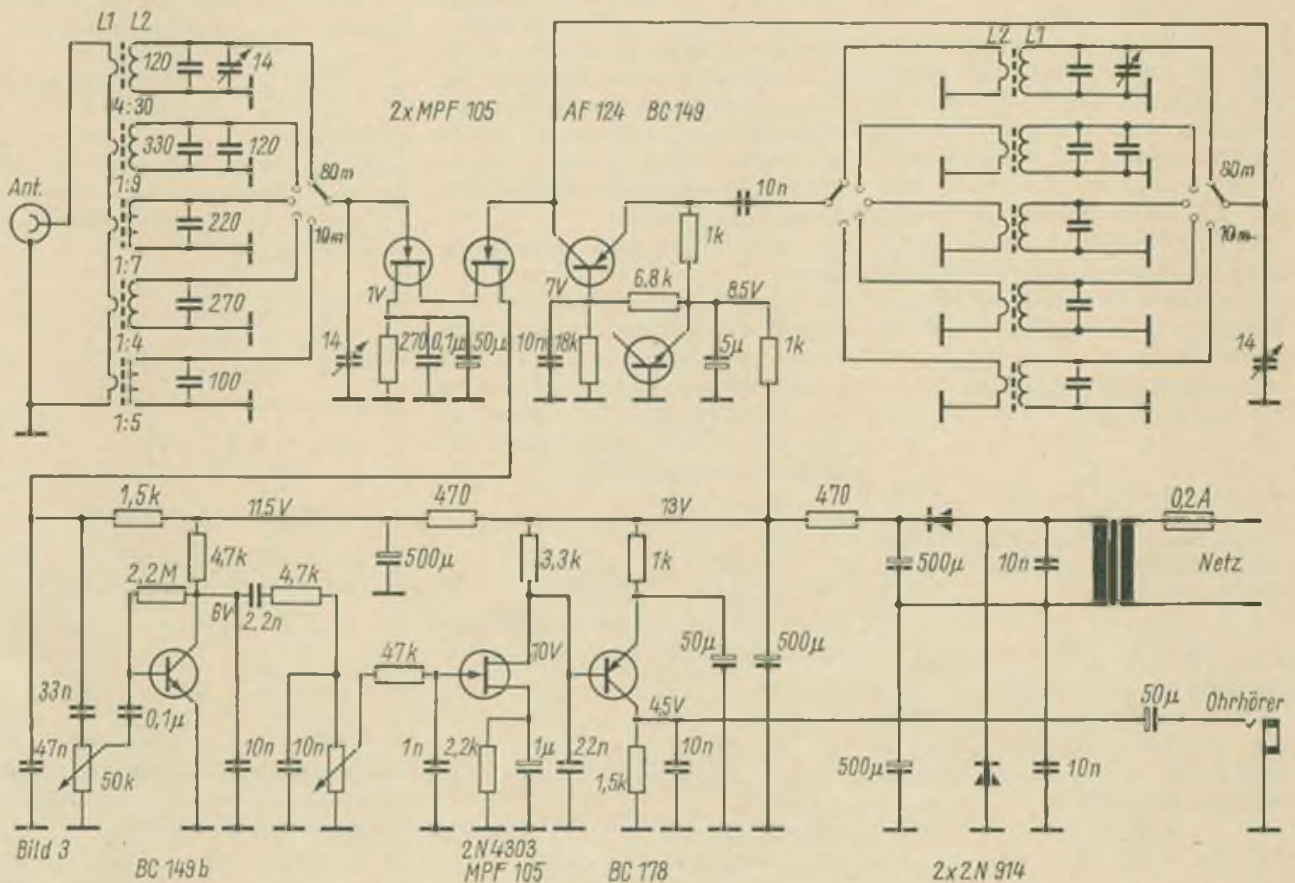 L1 L2
120 14
4:30
330 120
1:9
220
1:7
270
1:4
100
1:5
Ant.
80m
10m
2x MPF 105
AF 124 BC 149
10n
1k
6,8k
8,5V
7V
1V
14
270
0,1µ
50µ
10n
18k
5µ
1k
L2 L1
80m
10m
14
1,5k
11,5V
470
13V
470
0,2A
47k
500µ
3,3k
1k
500µ
10n
Netz
2,2M
4,7k
6V
2,2n
47k
10V
50µ
500µ
33n
0,1µ
4,5V
50µ
Ohrhörer
47n
50k
10n
10n
1n
2,2k
1µ
22n
1,5k
10n
500µ
10n
Bild 3
BC 149b
2N 4303
MPF 105
BC 178
2x2N 914